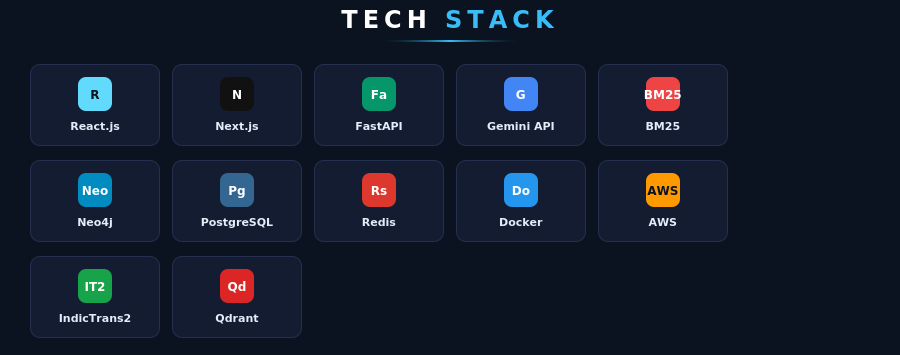 TECH STACK
R
React.js
N
Next.js
Fa
FastAPI
G
Gemini API
BM25
BM25
Neo
Neo4j
Pg
PostgreSQL
Rs
Redis
Do
Docker
AWS
AWS
IT2
IndicTrans2
Qd
Qdrant